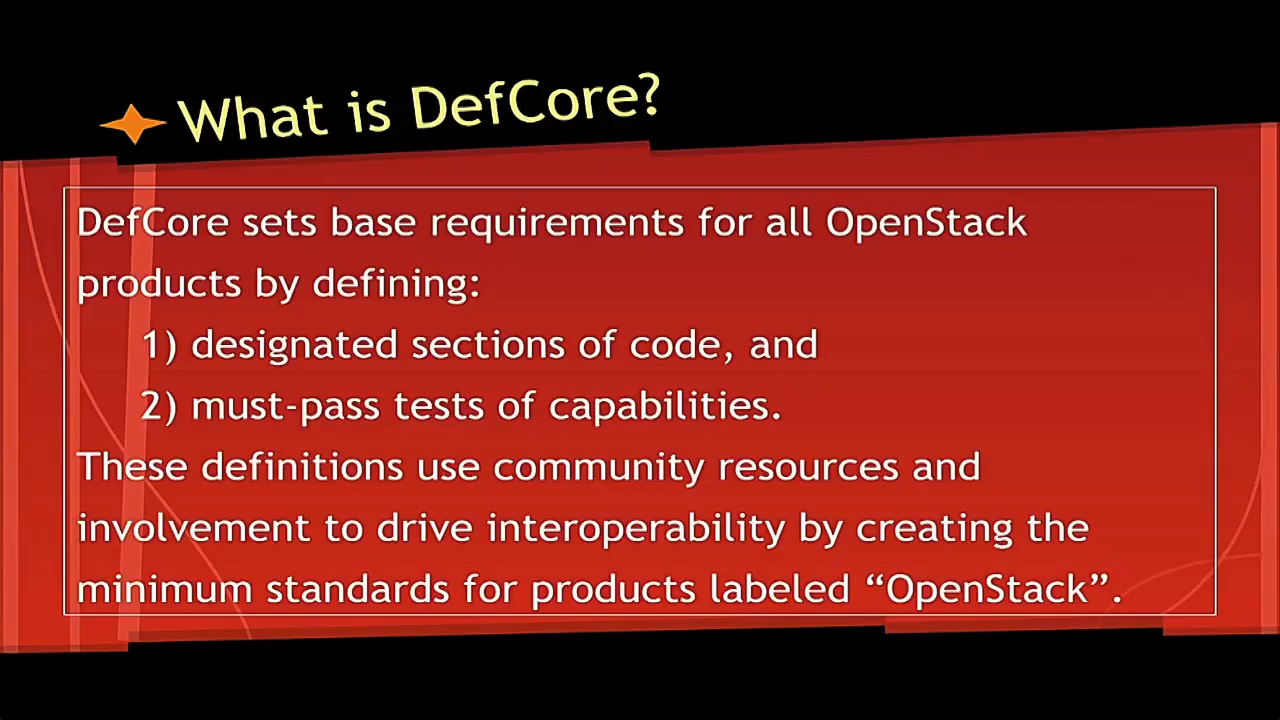 What is DefCore?
DefCore sets base requirements for all OpenStack
products by defining:
1) designated sections of code, and
2) must-pass tests of capabilities.
These definitions use community resources and
involvement to drive interoperability by creating the
minimum standards for products labeled “OpenStack”.